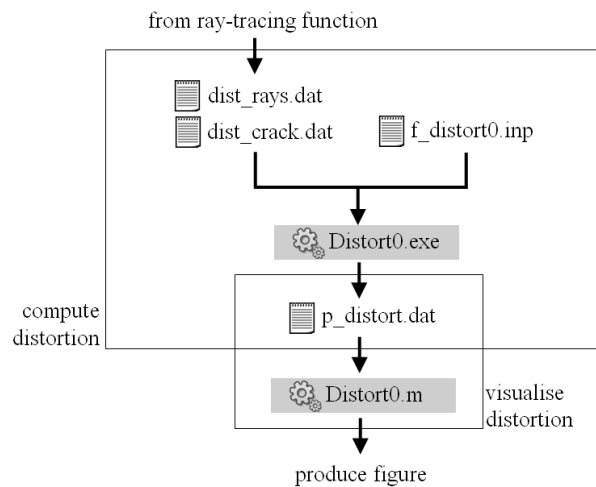 from ray-tracing function
dist_rays.dat
dist_crack.dat
f_distort0.inp
Distort0.exe
compute
distortion
p_distort.dat
Distort0.m
visualise
distortion
produce figure